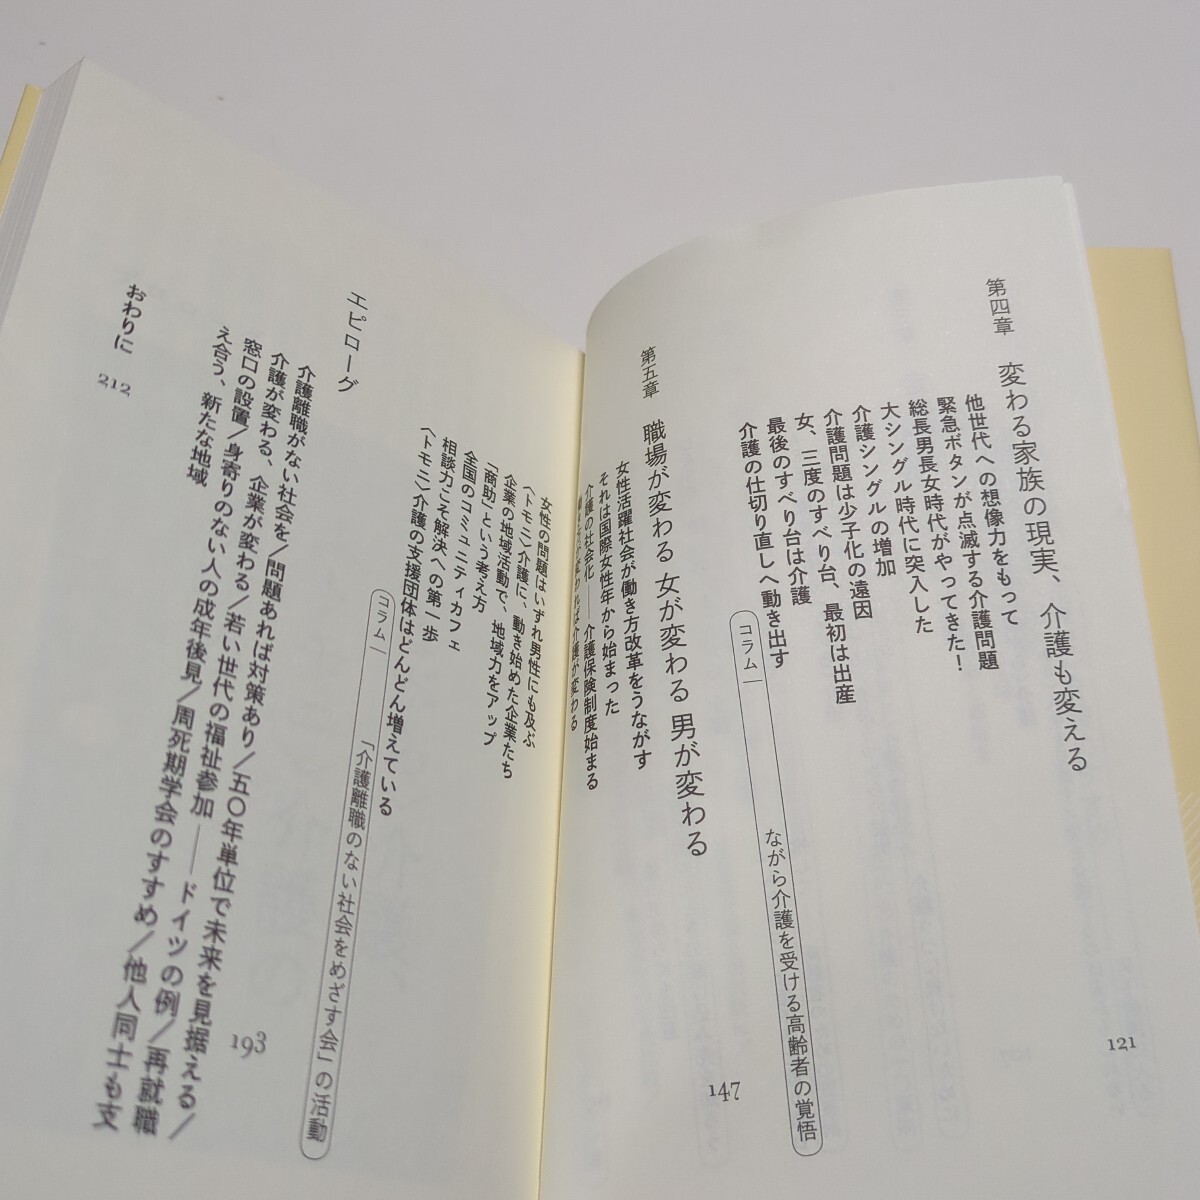 第四章 変わる家族の現実、介護も変える 121
他世代への想像力をもって
緊急ボタンが点滅する介護問題
総長男長女時代がやってきた！
大シングル時代に突入した
介護シングルの増加
介護問題は少子化の遠因
女、三度のすべり台、最初は出産
最後のすべり台は介護
介護の仕切り直しへ動き出す
コラム｜ながら介護を受ける高齢者の覚悟
第五章 職場が変わる 女が変わる 男が変わる 147
女性活躍社会が働き方改革をうながす
それは国際女性年から始まった
介護の社会化――介護保険制度始まる
変われば介護が変わる
女性の問題はいずれ男性にも及ぶ
〈トモニ〉介護に、動き始めた企業たち
企業の地域活動で、地域力をアップ
「商助」という考え方
全国のコミュニティカフェ
相談力こそ解決への第一歩
〈トモニ〉介護の支援団体はどんどん増えている
コラム｜「介護離職のない社会をめざす会」の活動
エピローグ 193
介護離職がない社会を／問題あれば対策あり／五〇年単位で未来を見据える／
介護が変わる、企業が変わる／若い世代の福祉参加――ドイツの例／再就職
窓口の設置／身寄りのない人の成年後見／周死期学会のすすめ／他人同士も支
え合う、新たな地域
おわりに 212